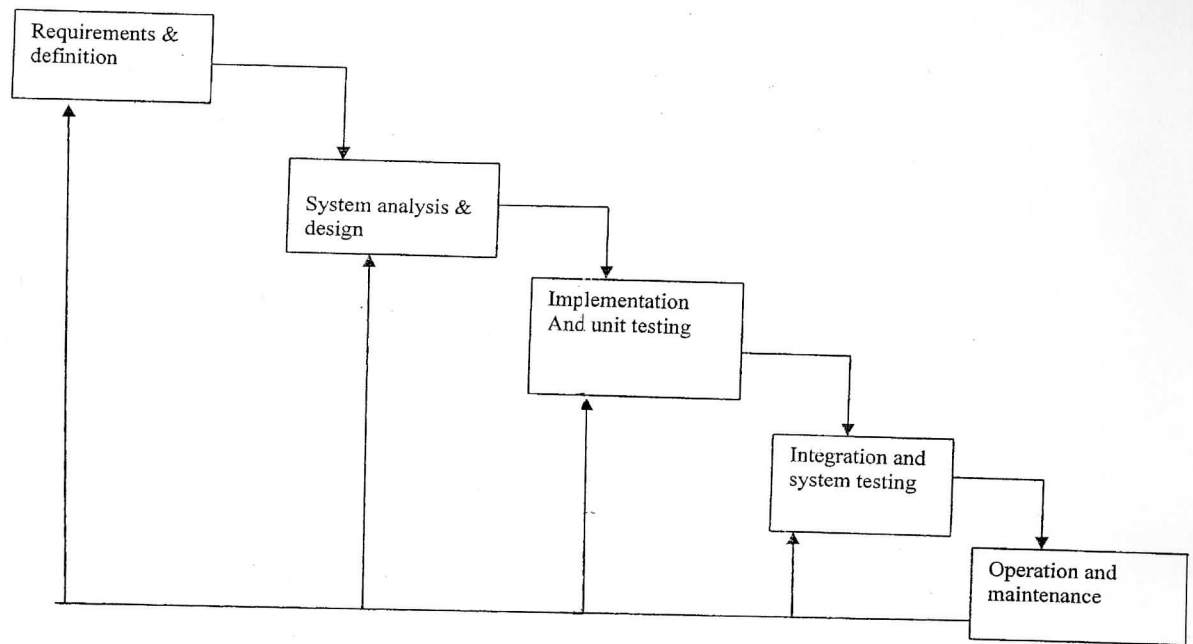 Requirements &
definition
System analysis &
design
Implementation
And unit testing
Integration and
system testing
Operation and
maintenance